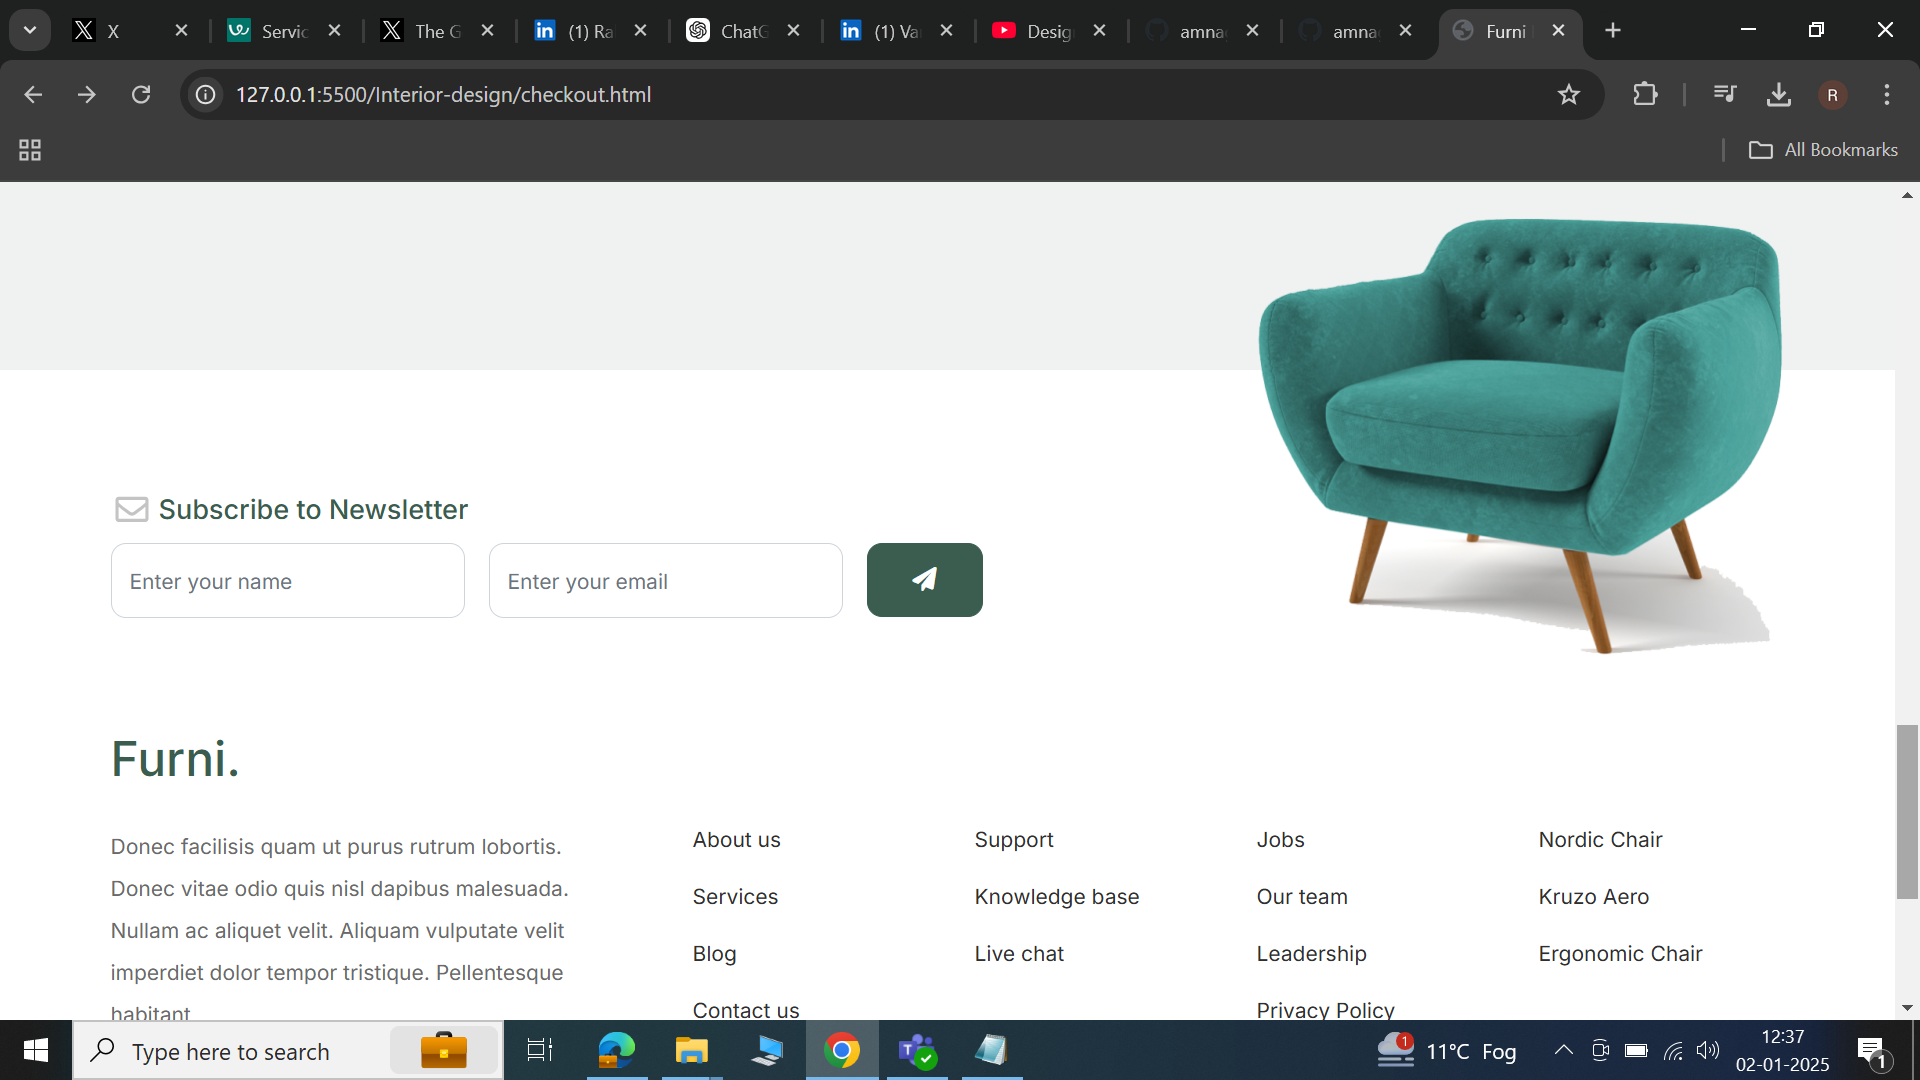 X
Servic
The G
(1) Ra
ChatG
(1) Va
Desig
amna
amna
Furni
127.0.0.1:5500/Interior-design/checkout.html
R
All Bookmarks
Subscribe to Newsletter
Enter your name
Enter your email
Furni.
Donec facilisis quam ut purus rutrum lobortis.
Donec vitae odio quis nisl dapibus malesuada.
Nullam ac aliquet velit. Aliquam vulputate velit
imperdiet dolor tempor tristique. Pellentesque
habitant
About us
Services
Blog
Contact us
Support
Knowledge base
Live chat
Jobs
Our team
Leadership
Privacy Policy
Nordic Chair
Kruzo Aero
Ergonomic Chair
Type here to search
1
11°C Fog
12:37
02-01-2025
1